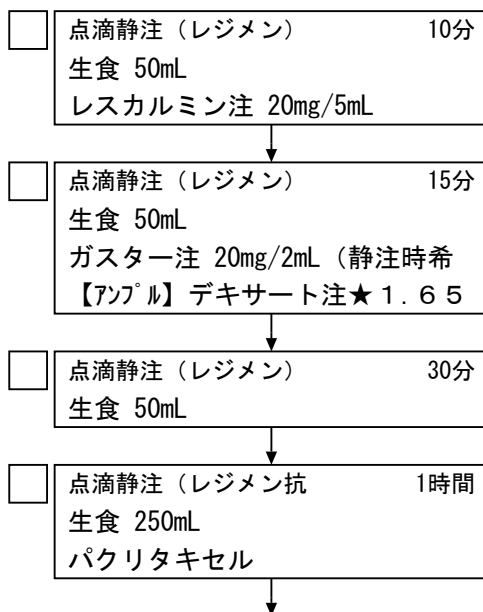 点滴静注（レジメン） 10分
生食 50mL
レスカルミン注 20mg/5mL
点滴静注（レジメン） 15分
生食 50mL
ガスター注 20mg/2mL（静注時希
【ｱﾝﾌﾟﾙ】デキサート注★１.６５
点滴静注（レジメン） 30分
生食 50mL
点滴静注（レジメン抗 1時間
生食 250mL
パクリタキセル